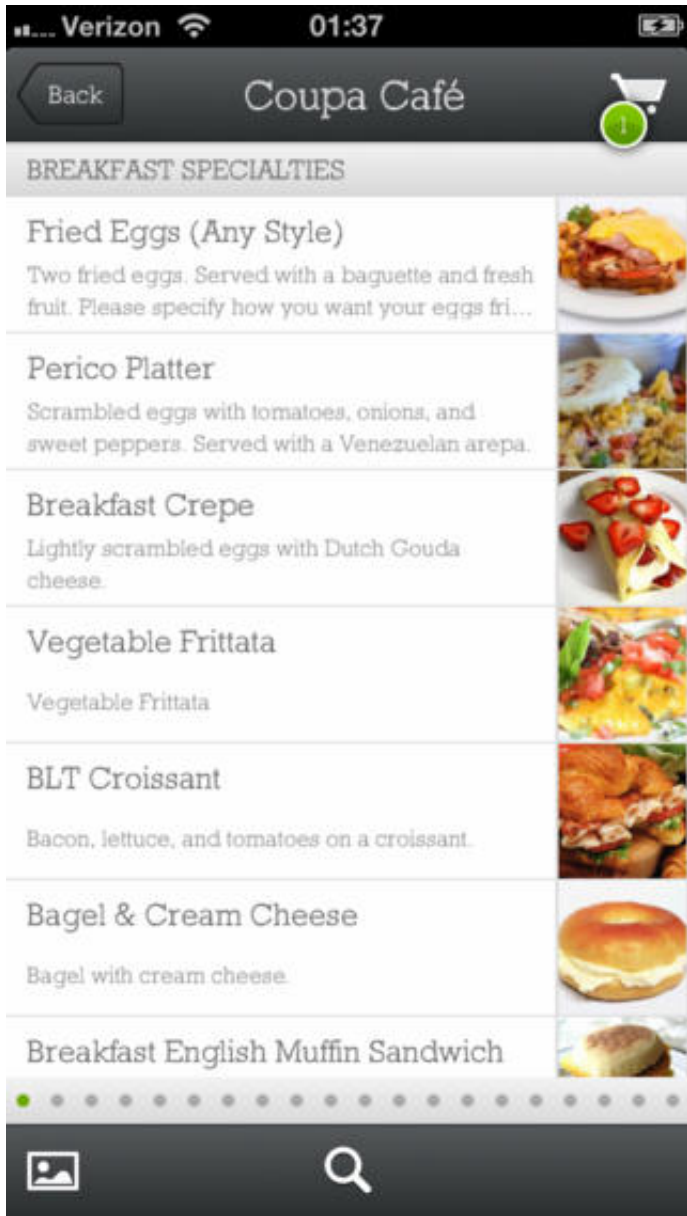 Verizon 01:37
Back Coupa Café 1
BREAKFAST SPECIALTIES
Fried Eggs (Any Style)
Two fried eggs. Served with a baguette and fresh
fruit. Please specify how you want your eggs fri...
Perico Platter
Scrambled eggs with tomatoes, onions, and
sweet peppers. Served with a Venezuelan arepa.
Breakfast Crepe
Lightly scrambled eggs with Dutch Gouda
cheese.
Vegetable Frittata
Vegetable Frittata
BLT Croissant
Bacon, lettuce, and tomatoes on a croissant.
Bagel & Cream Cheese
Bagel with cream cheese.
Breakfast English Muffin Sandwich